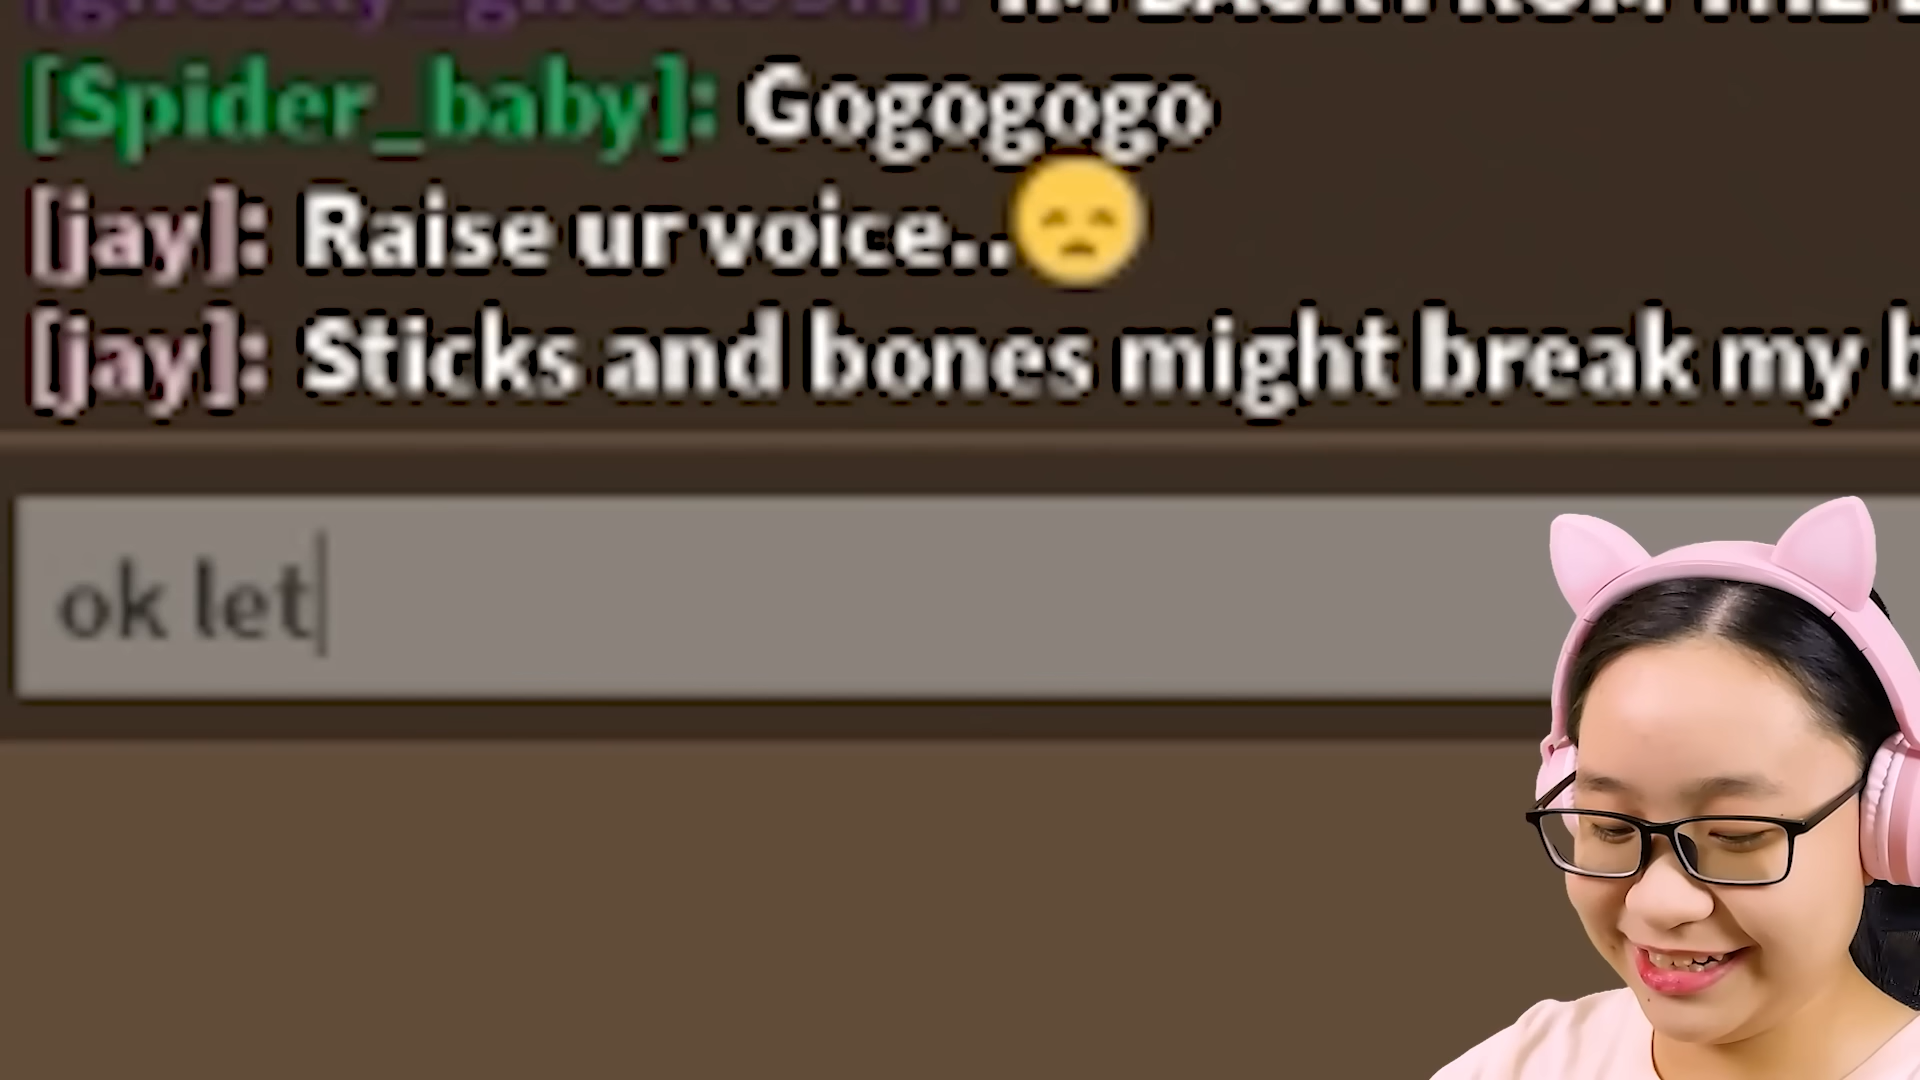 [Spider_baby]: Gogogogo
[jay]: Raise ur voice..😞
[jay]: Sticks and bones might break my
ok let